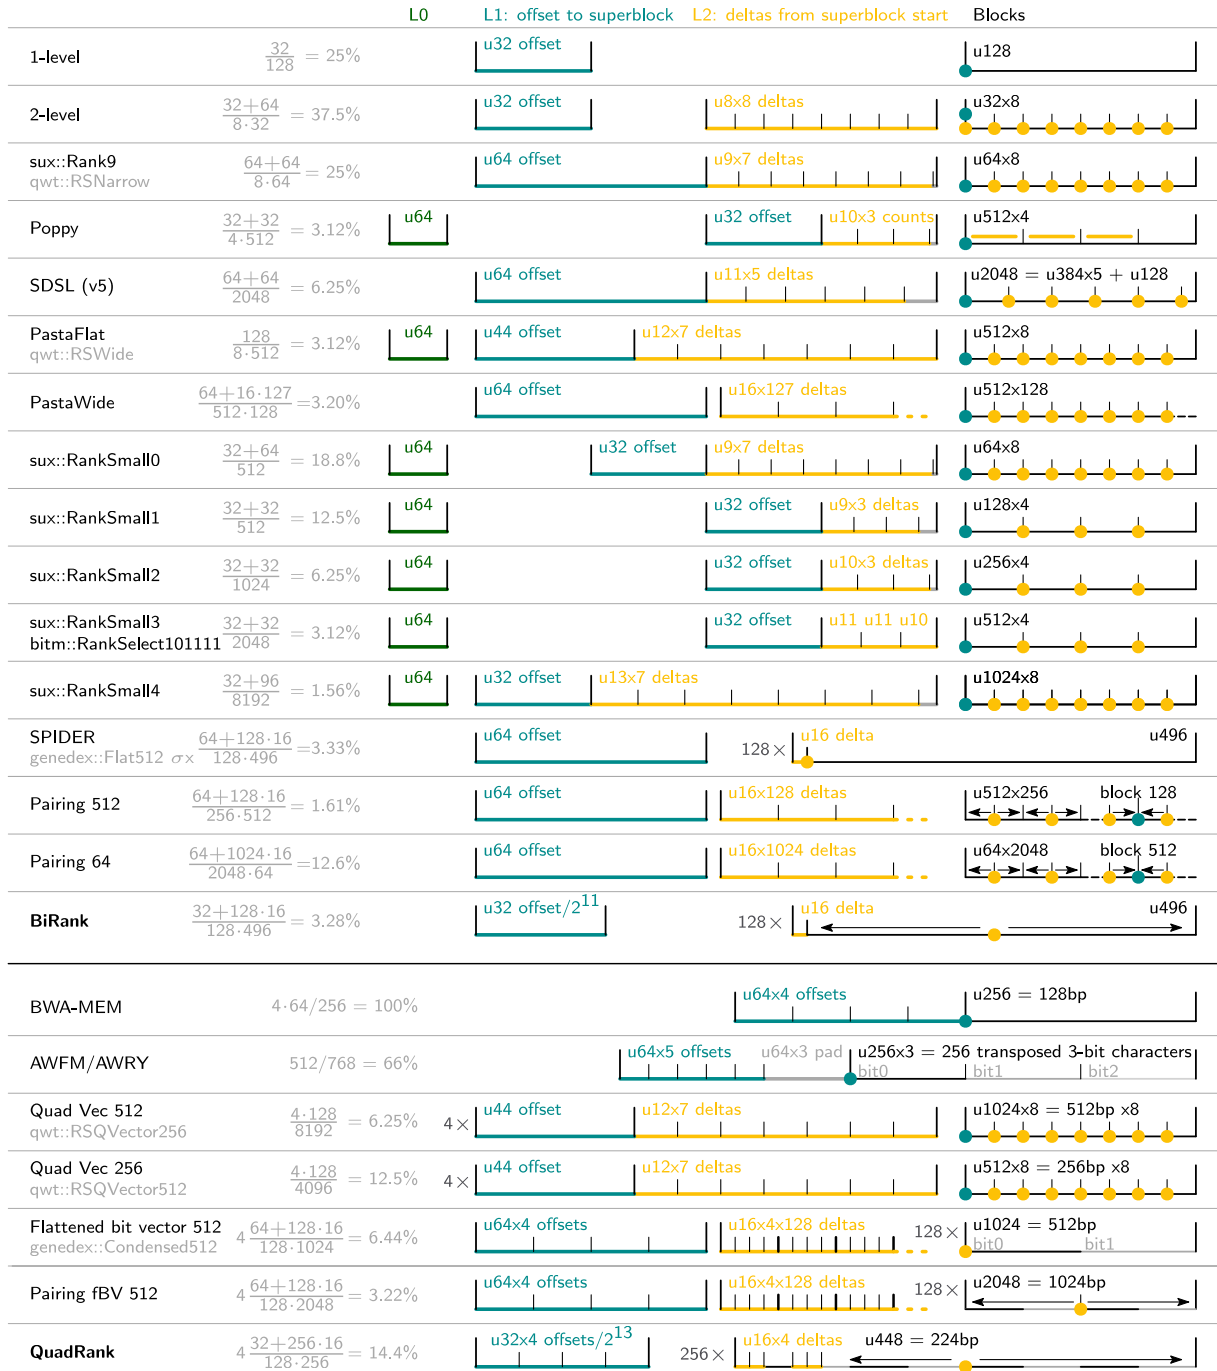 L0 L1: offset to superblock L2: deltas from superblock start Blocks
1-level 32/128 = 25% u32 offset u128
2-level 32+64/8·32 = 37.5% u32 offset u8x8 deltas u32x8
sux::Rank9 64+64/8·64 = 25% u64 offset u9x7 deltas u64x8
qwt::RSNarrow
Poppy 32+32/4·512 = 3.12% u64 u32 offset u10x3 counts u512x4
SDSL (v5) 64+64/2048 = 6.25% u64 offset u11x5 deltas u2048 = u384x5 + u128
PastaFlat 128/8·512 = 3.12% u64 u44 offset u12x7 deltas u512x8
qwt::RSWide
PastaWide 64+16·127/512·128 =3.20% u64 offset u16x127 deltas u512x128
sux::RankSmall0 32+64/512 = 18.8% u64 u32 offset u9x7 deltas u64x8
sux::RankSmall1 32+32/512 = 12.5% u64 u32 offset u9x3 deltas u128x4
sux::RankSmall2 32+32/1024 = 6.25% u64 u32 offset u10x3 deltas u256x4
sux::RankSmall3 32+32/2048 = 3.12% u64 u32 offset u11 u11 u10 u512x4
bitm::RankSelect101111
sux::RankSmall4 32+96/8192 = 1.56% u64 u32 offset u13x7 deltas u1024x8
SPIDER 64+128·16/128·496 =3.33% u64 offset 128× u16 delta u496
genedex::Flat512 σx
Pairing 512 64+128·16/256·512 = 1.61% u64 offset u16x128 deltas u512x256 block 128
Pairing 64 64+1024·16/2048·64 =12.6% u64 offset u16x1024 deltas u64x2048 block 512
BiRank 32+128·16/128·496 = 3.28% u32 offset/2^11 128× u16 delta u496
BWA-MEM 4·64/256 = 100% u64x4 offsets u256 = 128bp
AWFM/AWRY 512/768 = 66% u64x5 offsets u64x3 pad u256x3 = 256 transposed 3-bit characters
bit0 bit1 bit2
Quad Vec 512 4·128/8192 = 6.25% 4× u44 offset u12x7 deltas u1024x8 = 512bp x8
qwt::RSQVector256
Quad Vec 256 4·128/4096 = 12.5% 4× u44 offset u12x7 deltas u512x8 = 256bp x8
qwt::RSQVector512
Flattened bit vector 512 4 64+128·16/128·1024 = 6.44% u64x4 offsets u16x4x128 deltas 128× u1024 = 512bp
genedex::Condensed512 bit0 bit1
Pairing fBV 512 4 64+128·16/128·2048 = 3.22% u64x4 offsets u16x4x128 deltas 128× u2048 = 1024bp
QuadRank 4 32+256·16/128·256 = 14.4% u32x4 offsets/2^13 256× u16x4 deltas u448 = 224bp